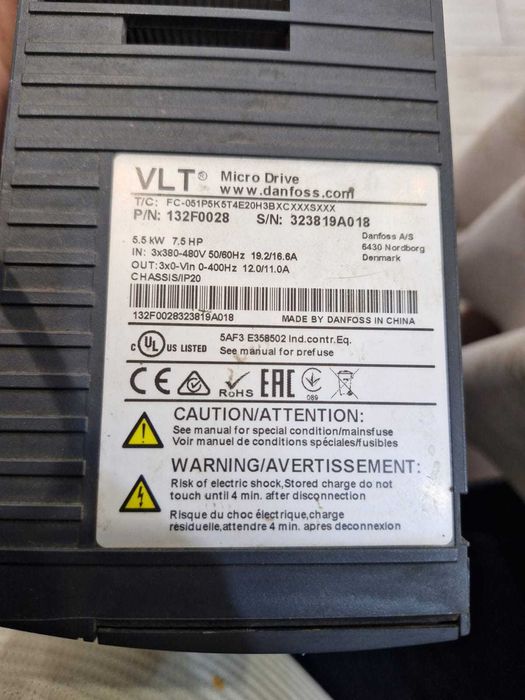 VLT® Micro Drive
www.danfoss.com
T/C: FC-051P5K5T4E20H3BXCXXXSXXX
P/N: 132F0028 S/N: 323819A018
5.5 kW 7.5 HP
IN: 3x380-480V 50/60Hz 19.2/16.6A
OUT: 3x0-Vin 0-400Hz 12.0/11.0A
CHASSIS/IP20
Danfoss A/S
6430 Nordborg
Denmark
132F0028323819A018 MADE BY DANFOSS IN CHINA
c UL US LISTED 5AF3 E358502 Ind.contr.Eq.
See manual for prefuse
CE RoHS EAC 089
CAUTION/ATTENTION:
See manual for special condition/mainsfuse
Voir manuel de conditions spéciales/fusibles
WARNING/AVERTISSEMENT:
Risk of electric shock,Stored charge do not
touch until 4 min. after disconnection
Risque du choc électrique,charge
résiduelle,attendre 4 min. apres deconnexion